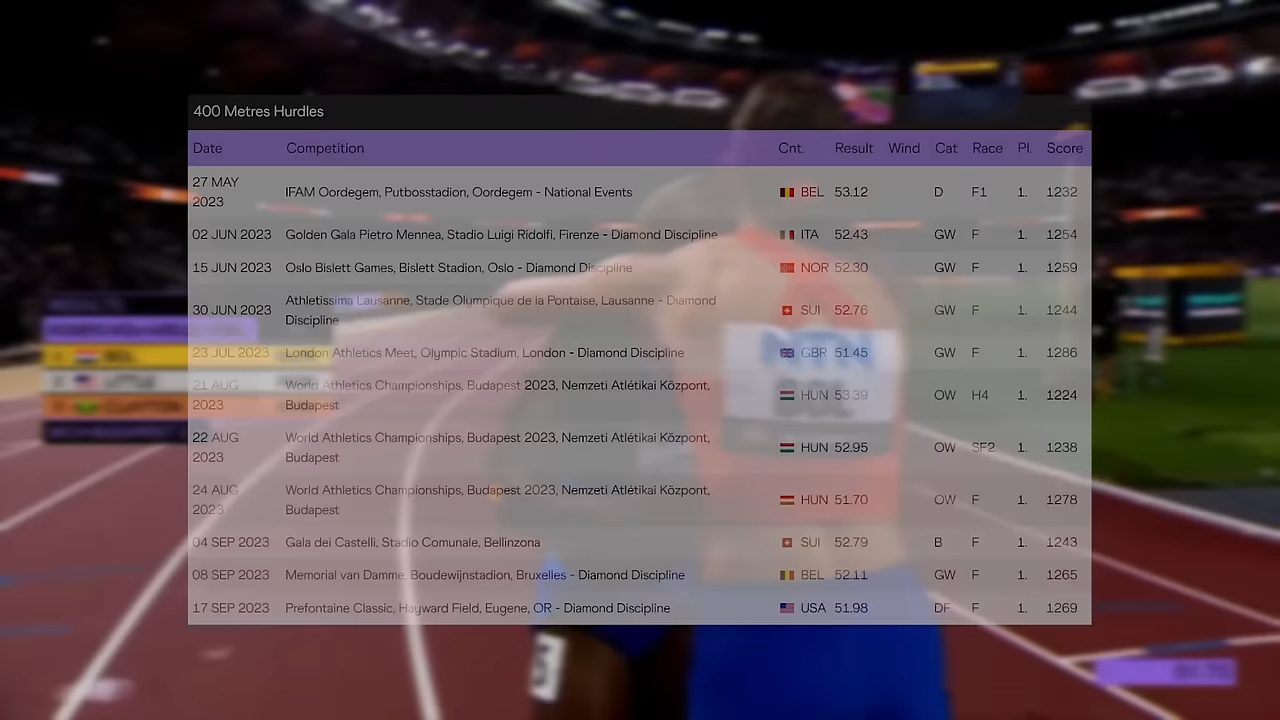 400 Metres Hurdles
Date Competition Cnt. Result Wind Cat Race Pl. Score
27 MAY
2023 IFAM Oordegem, Putbosstadion, Oordegem - National Events BEL 53.12 D F1 1. 1232
02 JUN 2023 Golden Gala Pietro Mennea, Stadio Luigi Ridolfi, Firenze - Diamond Discipline ITA 52.43 GW F 1. 1254
15 JUN 2023 Oslo Bislett Games, Bislett Stadion, Oslo - Diamond Discipline NOR 52.30 GW F 1. 1259
30 JUN 2023 Athletissima Lausanne, Stade Olympique de la Pontaise, Lausanne - Diamond
Discipline SUI 52.76 GW F 1. 1244
23 JUL 2023 London Athletics Meet, Olympic Stadium, London - Diamond Discipline GBR 51.45 GW F 1. 1286
21 AUG
2023 World Athletics Championships, Budapest 2023, Nemzeti Atlétikai Központ,
Budapest HUN 53.39 OW H4 1. 1224
22 AUG
2023 World Athletics Championships, Budapest 2023, Nemzeti Atlétikai Központ,
Budapest HUN 52.95 OW SF2 1. 1238
24 AUG
2023 World Athletics Championships, Budapest 2023, Nemzeti Atlétikai Központ,
Budapest HUN 51.70 OW F 1. 1278
04 SEP 2023 Gala dei Castelli, Stadio Comunale, Bellinzona SUI 52.79 B F 1. 1243
08 SEP 2023 Memorial van Damme, Boudewijnstadion, Bruxelles - Diamond Discipline BEL 52.11 GW F 1. 1265
17 SEP 2023 Prefontaine Classic, Hayward Field, Eugene, OR - Diamond Discipline USA 51.98 DF F 1. 1269